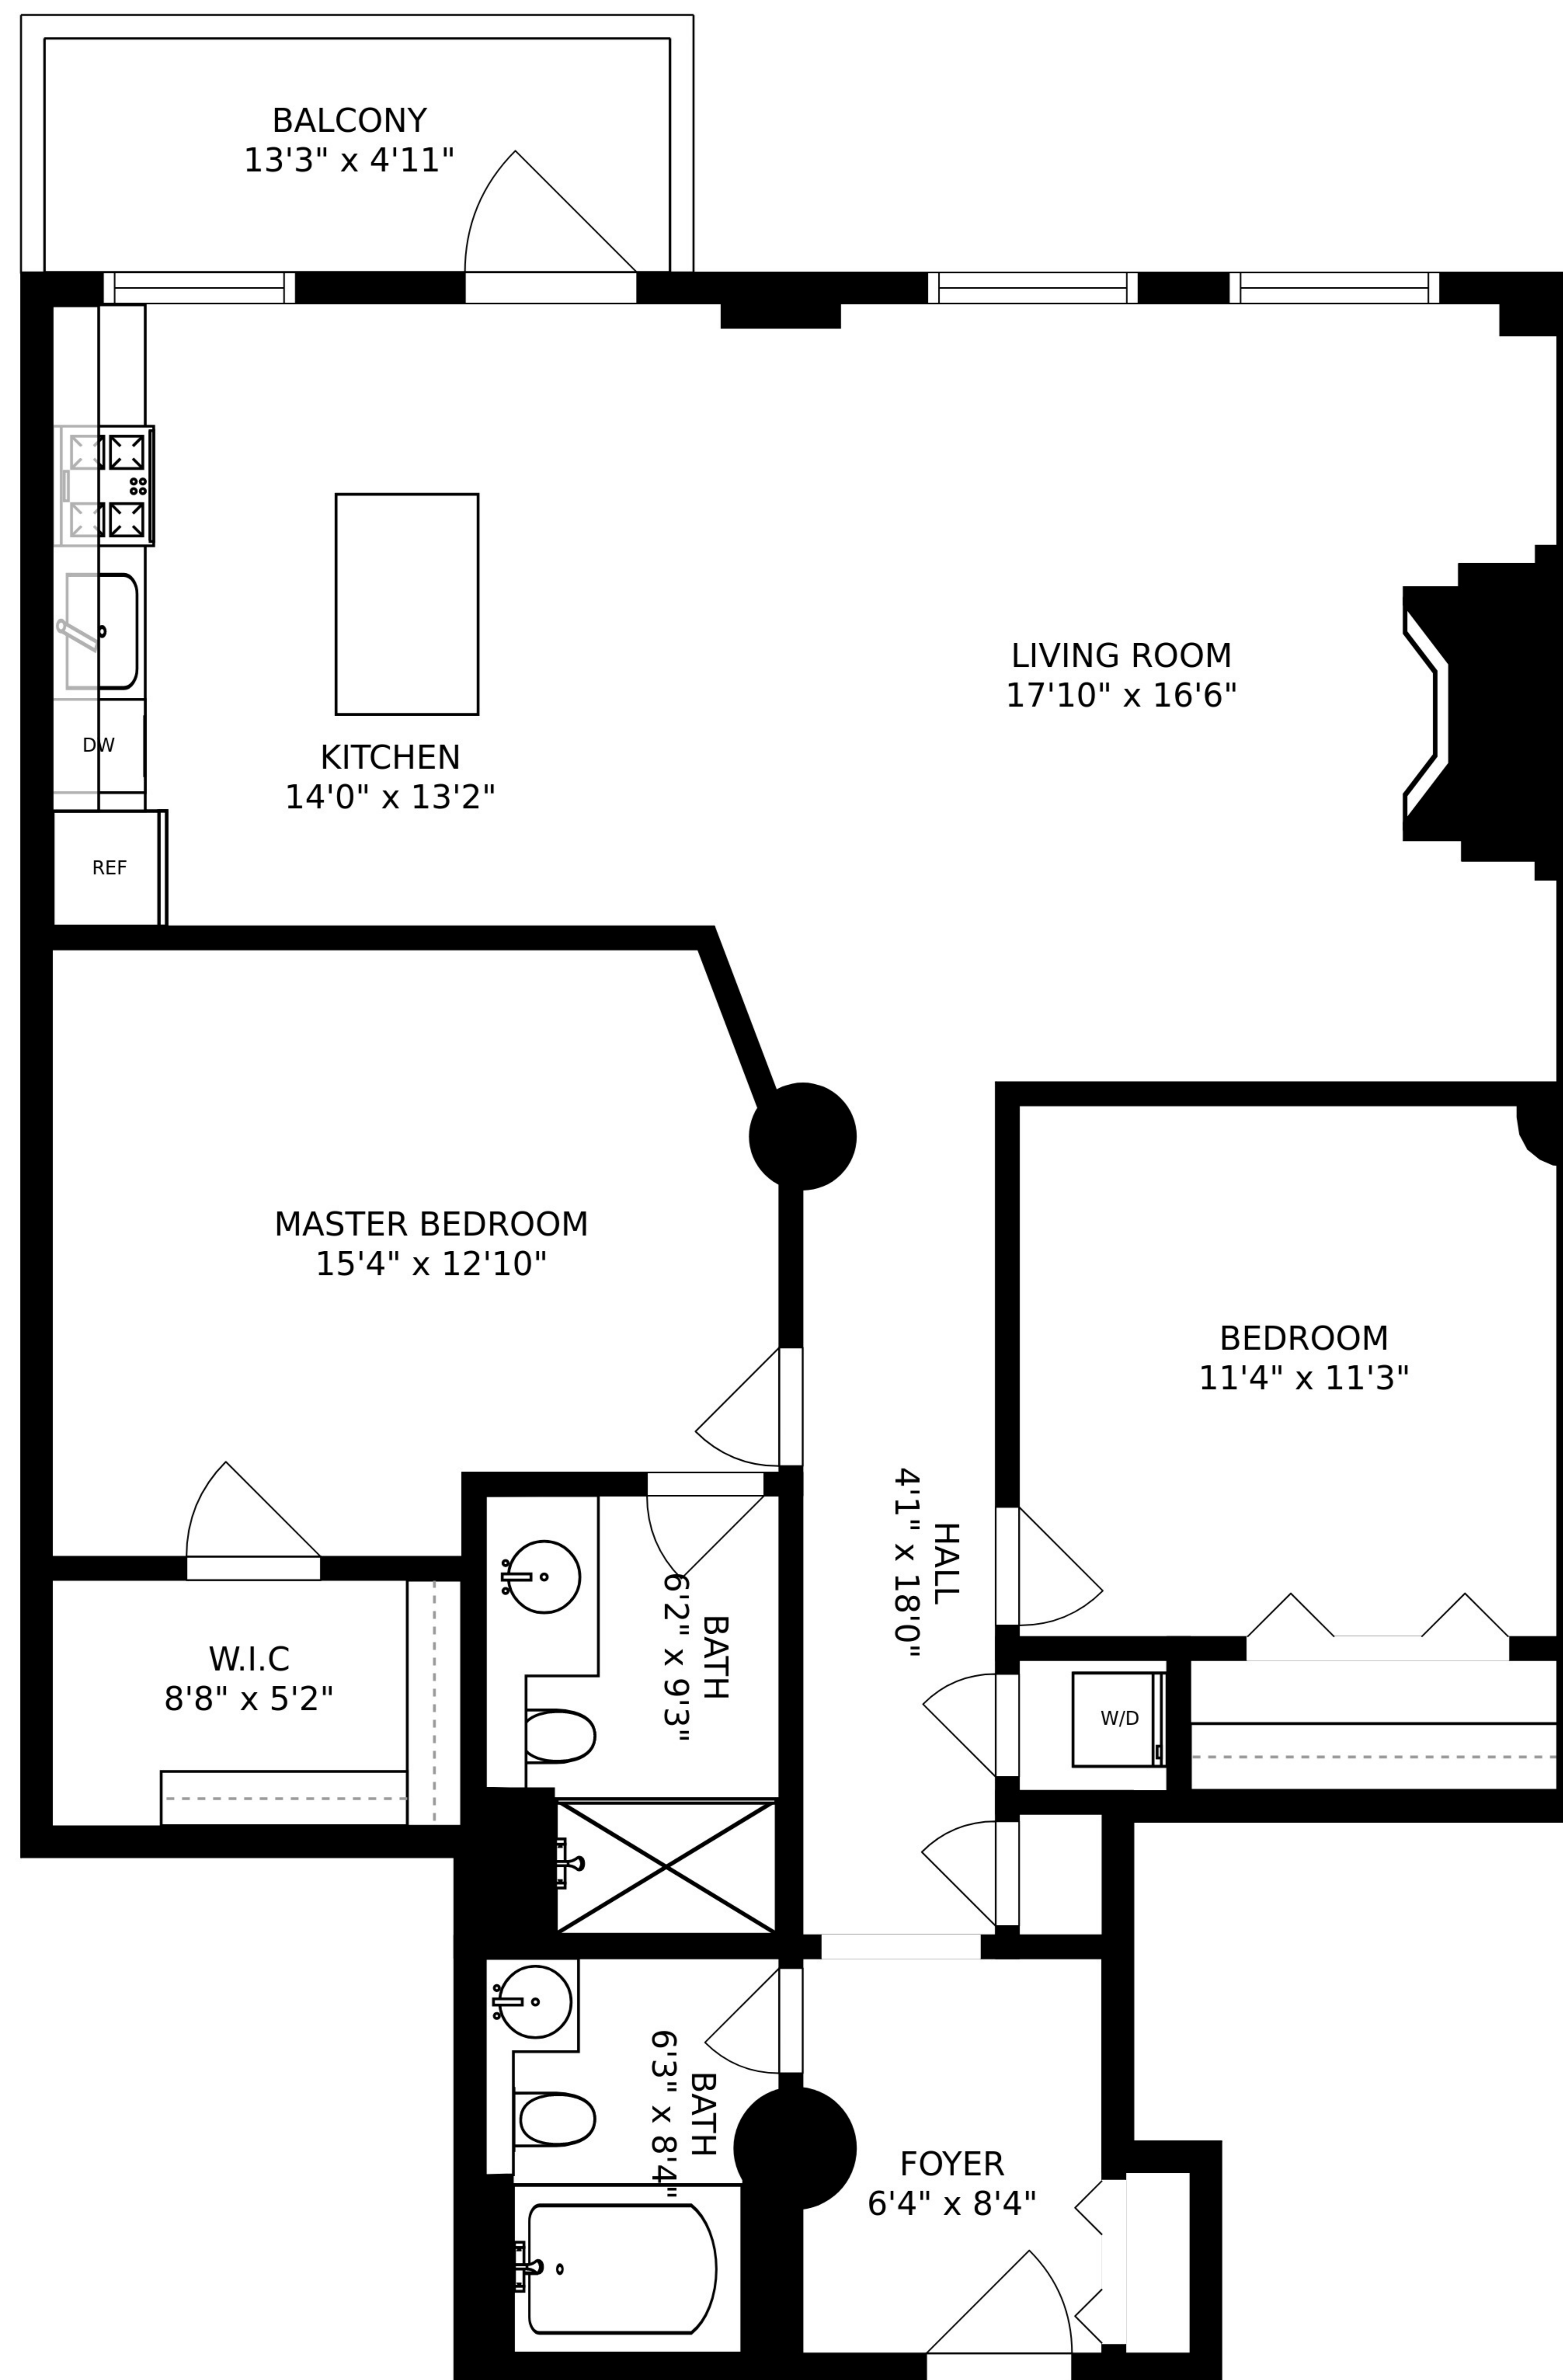 BALCONY
13'3" x 4'11"
LIVING ROOM
17'10" x 16'6"
DW
KITCHEN
14'0" x 13'2"
REF
MASTER BEDROOM
15'4" x 12'10"
BEDROOM
11'4" x 11'3"
HALL
4'1" x 18'0"
BATH
6'2" x 9'3"
W.I.C
8'8" x 5'2"
W/D
BATH
6'3" x 8'4"
FOYER
6'4" x 8'4"